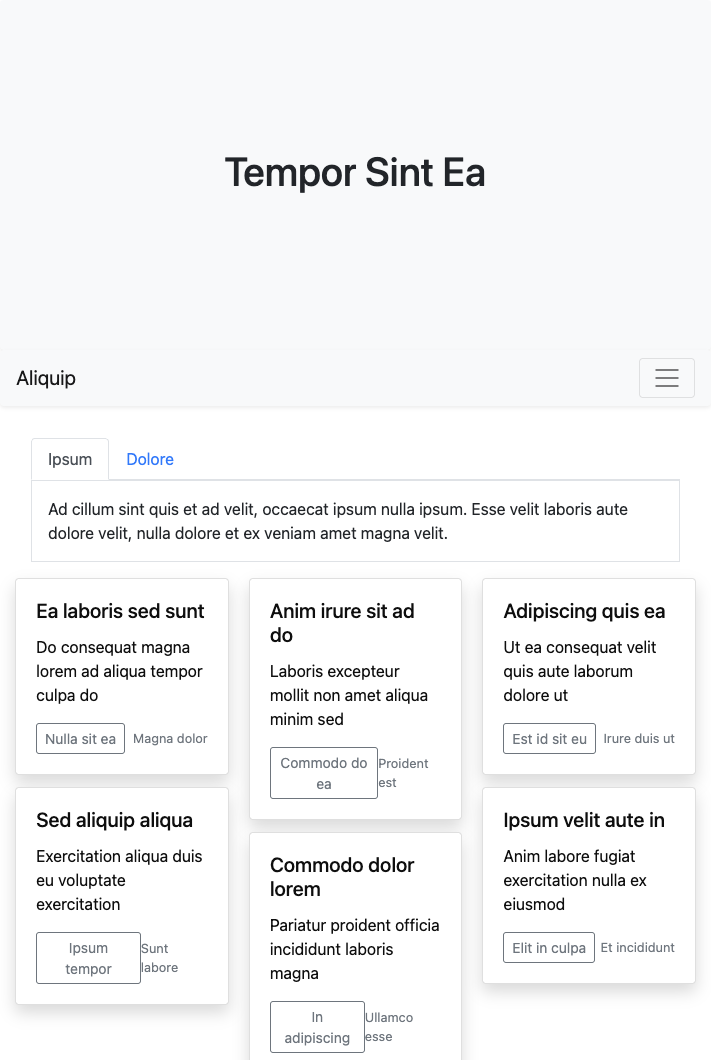 Tempor Sint Ea
Aliquip
Ipsum
Dolore
Ad cillum sint quis et ad velit, occaecat ipsum nulla ipsum. Esse velit laboris aute
dolore velit, nulla dolore et ex veniam amet magna velit.
Ea laboris sed sunt
Do consequat magna
lorem ad aliqua tempor
culpa do
Nulla sit ea
Magna dolor
Sed aliquip aliqua
Exercitation aliqua duis
eu voluptate
exercitation
Ipsum
tempor
Sunt
labore
Anim irure sit ad
do
Laboris excepteur
mollit non amet aliqua
minim sed
Commodo do
ea
Proident
est
Commodo dolor
lorem
Pariatur proident officia
incididunt laboris
magna
In
adipiscing
Ullamco
esse
Adipiscing quis ea
Ut ea consequat velit
quis aute laborum
dolore ut
Est id sit eu
Irure duis ut
Ipsum velit aute in
Anim labore fugiat
exercitation nulla ex
eiusmod
Elit in culpa
Et incididunt